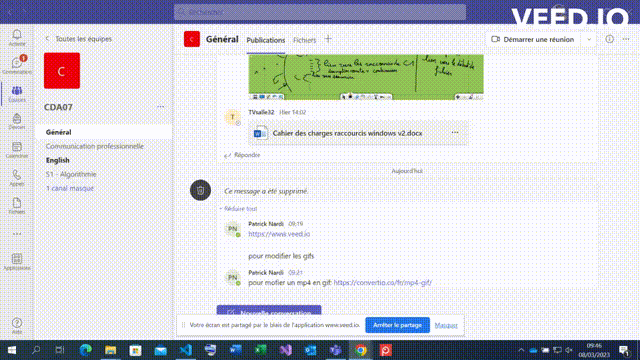 Rechercher
VEED.IO
Activité
Conversations
Équipes
Devoirs
Calendrier
Appels
Fichiers
Applications
Aide
Toutes les équipes
C
CDA07
Général
Communication professionnelle
English
S1 - Algorithmie
1 canal masqué
C
Général
Publications
Fichiers
Démarrer une réunion
T
TVsalle32 Hier 14:02
Cahier des charges raccourcis windows v2.docx
Répondre
Aujourd'hui
Ce message a été supprimé.
Réduire tout
PN
Patrick Nardi 09:19
https://www.veed.io
pour modifier les gifs
PN
Patrick Nardi 09:21
pour mofier un mp4 en gif: https://convertio.co/fr/mp4-gif/
Nouvelle conversation
Votre écran est partagé par le biais de l'application www.veed.io.
Arrêter le partage
Masquer
09:46
08/03/2023